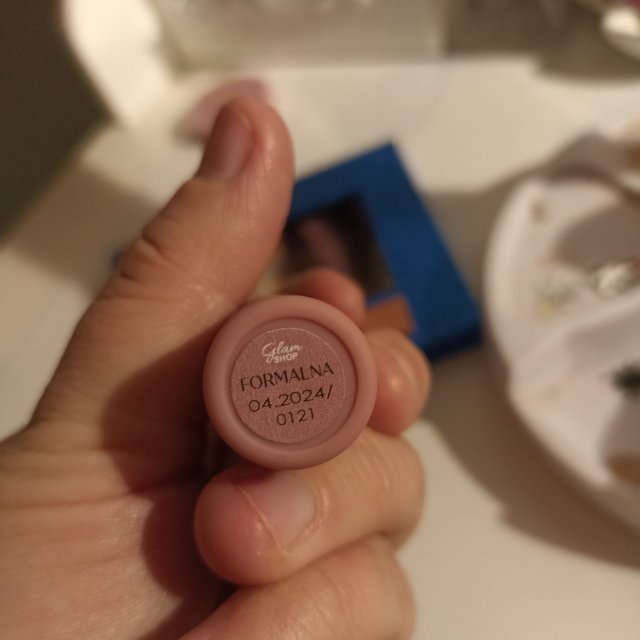 Glam
SHOP
FORMALNA
04.2024/
0121